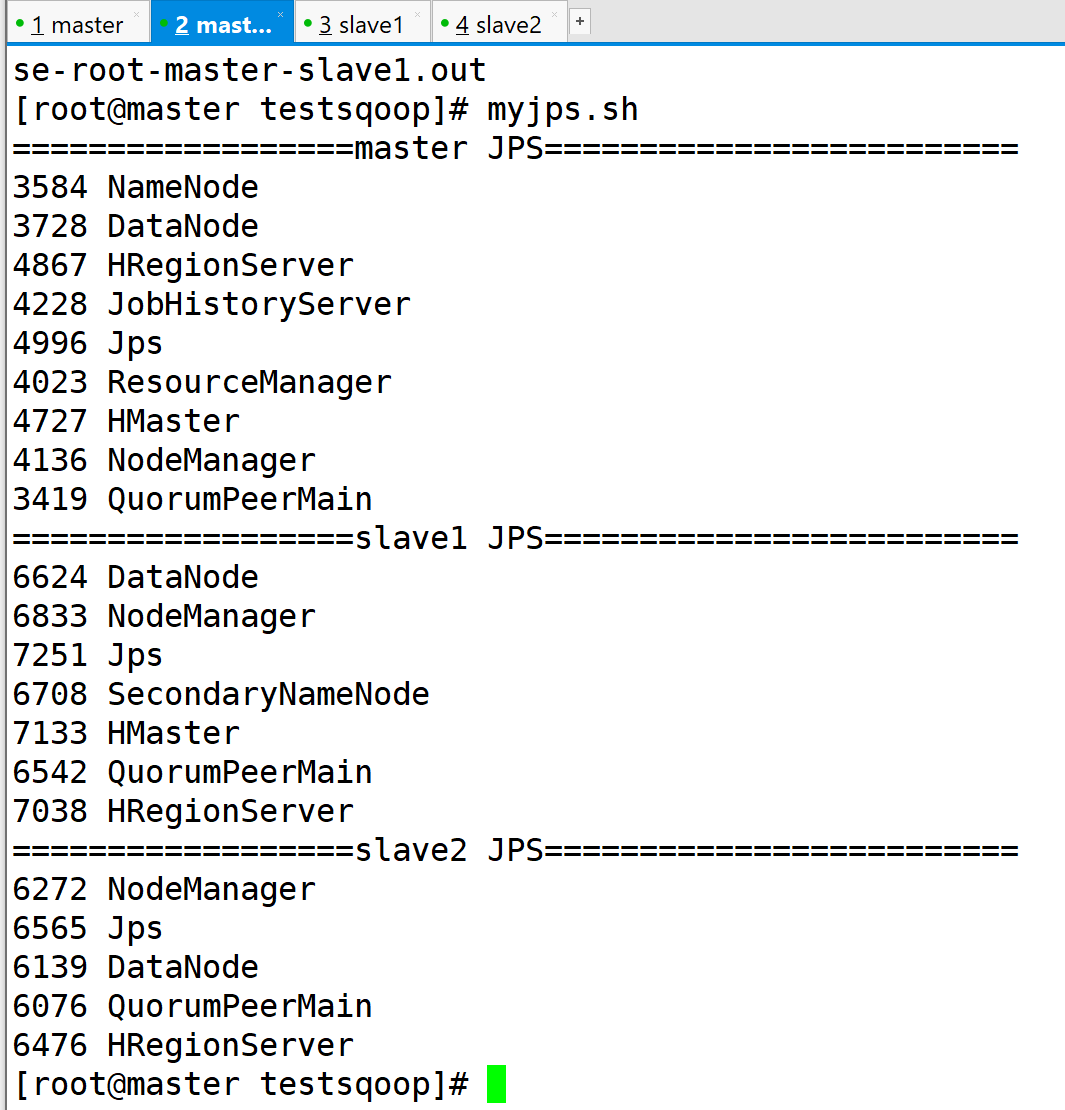 1 master
2 mast...
3 slave1
4 slave2
+
se-root-master-slave1.out
[root@master testsqoop]# myjps.sh
==================master JPS=========================
3584 NameNode
3728 DataNode
4867 HRegionServer
4228 JobHistoryServer
4996 Jps
4023 ResourceManager
4727 HMaster
4136 NodeManager
3419 QuorumPeerMain
==================slave1 JPS=========================
6624 DataNode
6833 NodeManager
7251 Jps
6708 SecondaryNameNode
7133 HMaster
6542 QuorumPeerMain
7038 HRegionServer
==================slave2 JPS=========================
6272 NodeManager
6565 Jps
6139 DataNode
6076 QuorumPeerMain
6476 HRegionServer
[root@master testsqoop]#